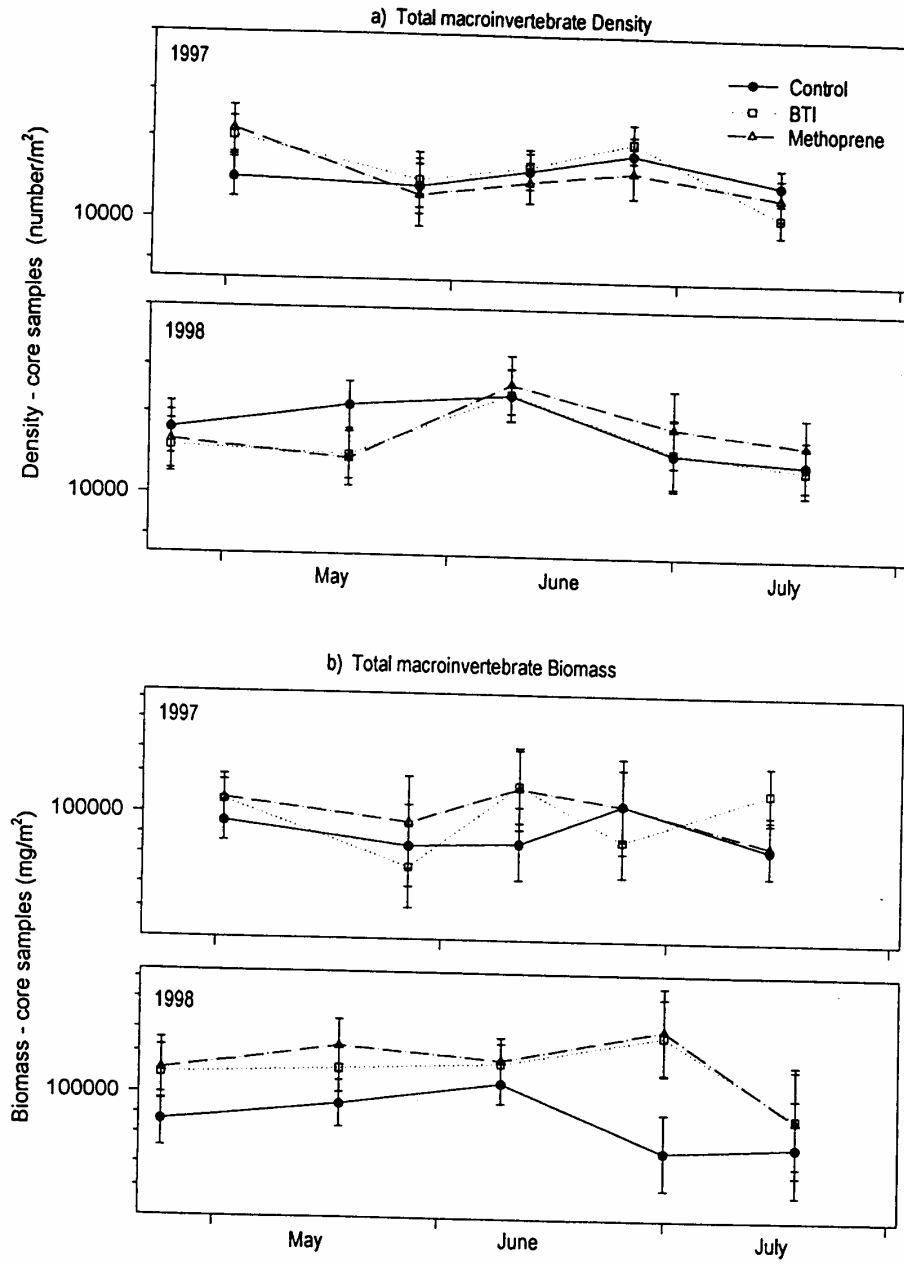 a) Total macroinvertebrate Density
1997
Control
BTI
Methoprene
10000
Density - core samples (number/m²)
1998
10000
May June July
b) Total macroinvertebrate Biomass
1997
100000
Biomass - core samples (mg/m²)
1998
100000
May June July